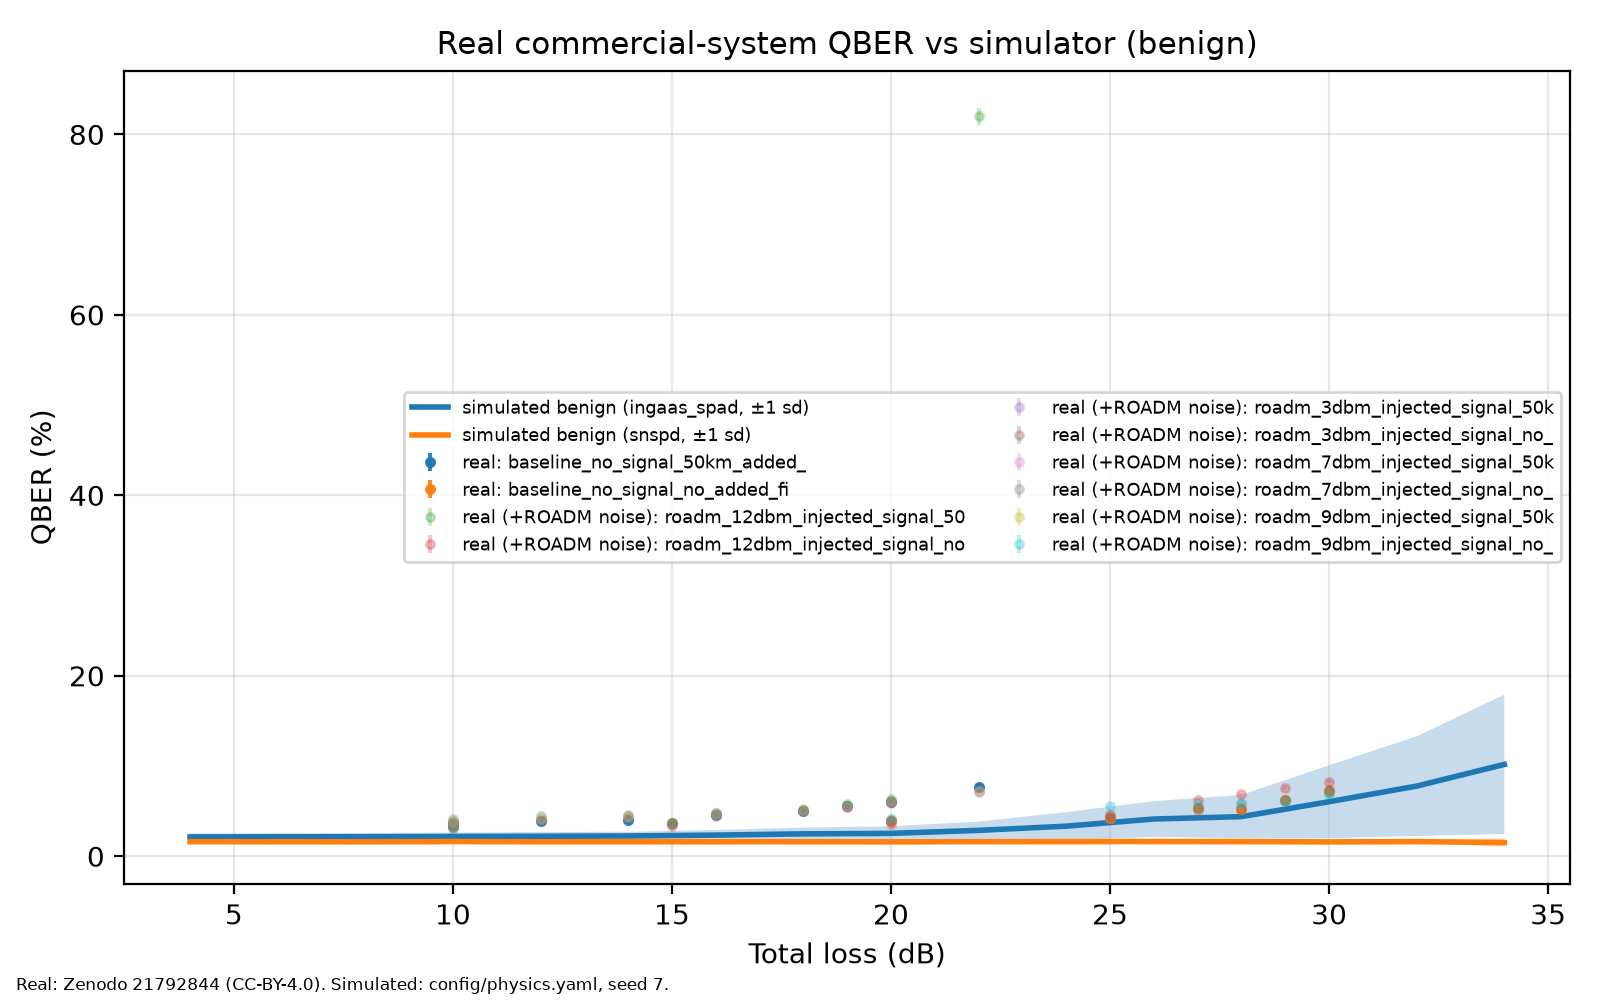 Real commercial-system QBER vs simulator (benign)
QBER (%)
80
60
40
20
0
simulated benign (ingaas_spad, ±1 sd)
simulated benign (snspd, ±1 sd)
real: baseline_no_signal_50km_added_
real: baseline_no_signal_no_added_fi
real (+ROADM noise): roadm_12dbm_injected_signal_50
real (+ROADM noise): roadm_12dbm_injected_signal_no
real (+ROADM noise): roadm_3dbm_injected_signal_50k
real (+ROADM noise): roadm_3dbm_injected_signal_no_
real (+ROADM noise): roadm_7dbm_injected_signal_50k
real (+ROADM noise): roadm_7dbm_injected_signal_no_
real (+ROADM noise): roadm_9dbm_injected_signal_50k
real (+ROADM noise): roadm_9dbm_injected_signal_no_
5 10 15 20 25 30 35
Total loss (dB)
Real: Zenodo 21792844 (CC-BY-4.0). Simulated: config/physics.yaml, seed 7.